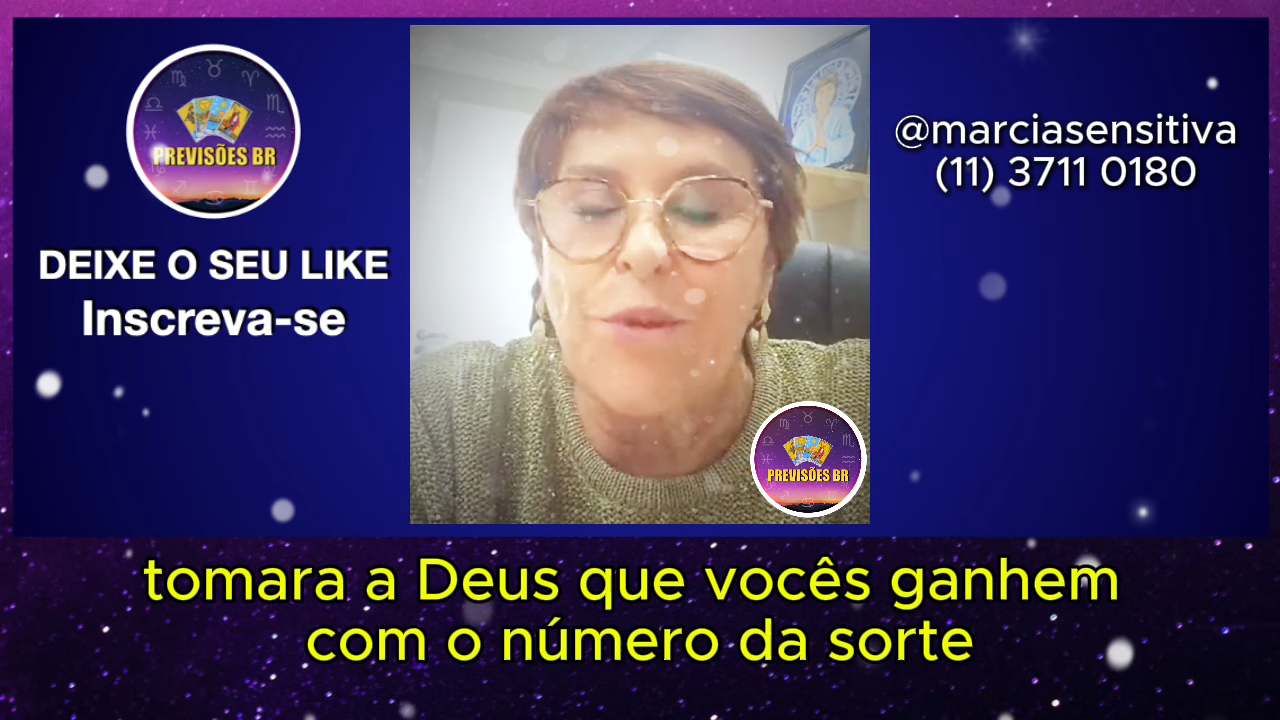 PREVISÕES BR
DEIXE O SEU LIKE
Inscreva-se
@marciasensitiva
(11) 3711 0180
PREVISÕES BR
tomara a Deus que vocês ganhem
com o número da sorte